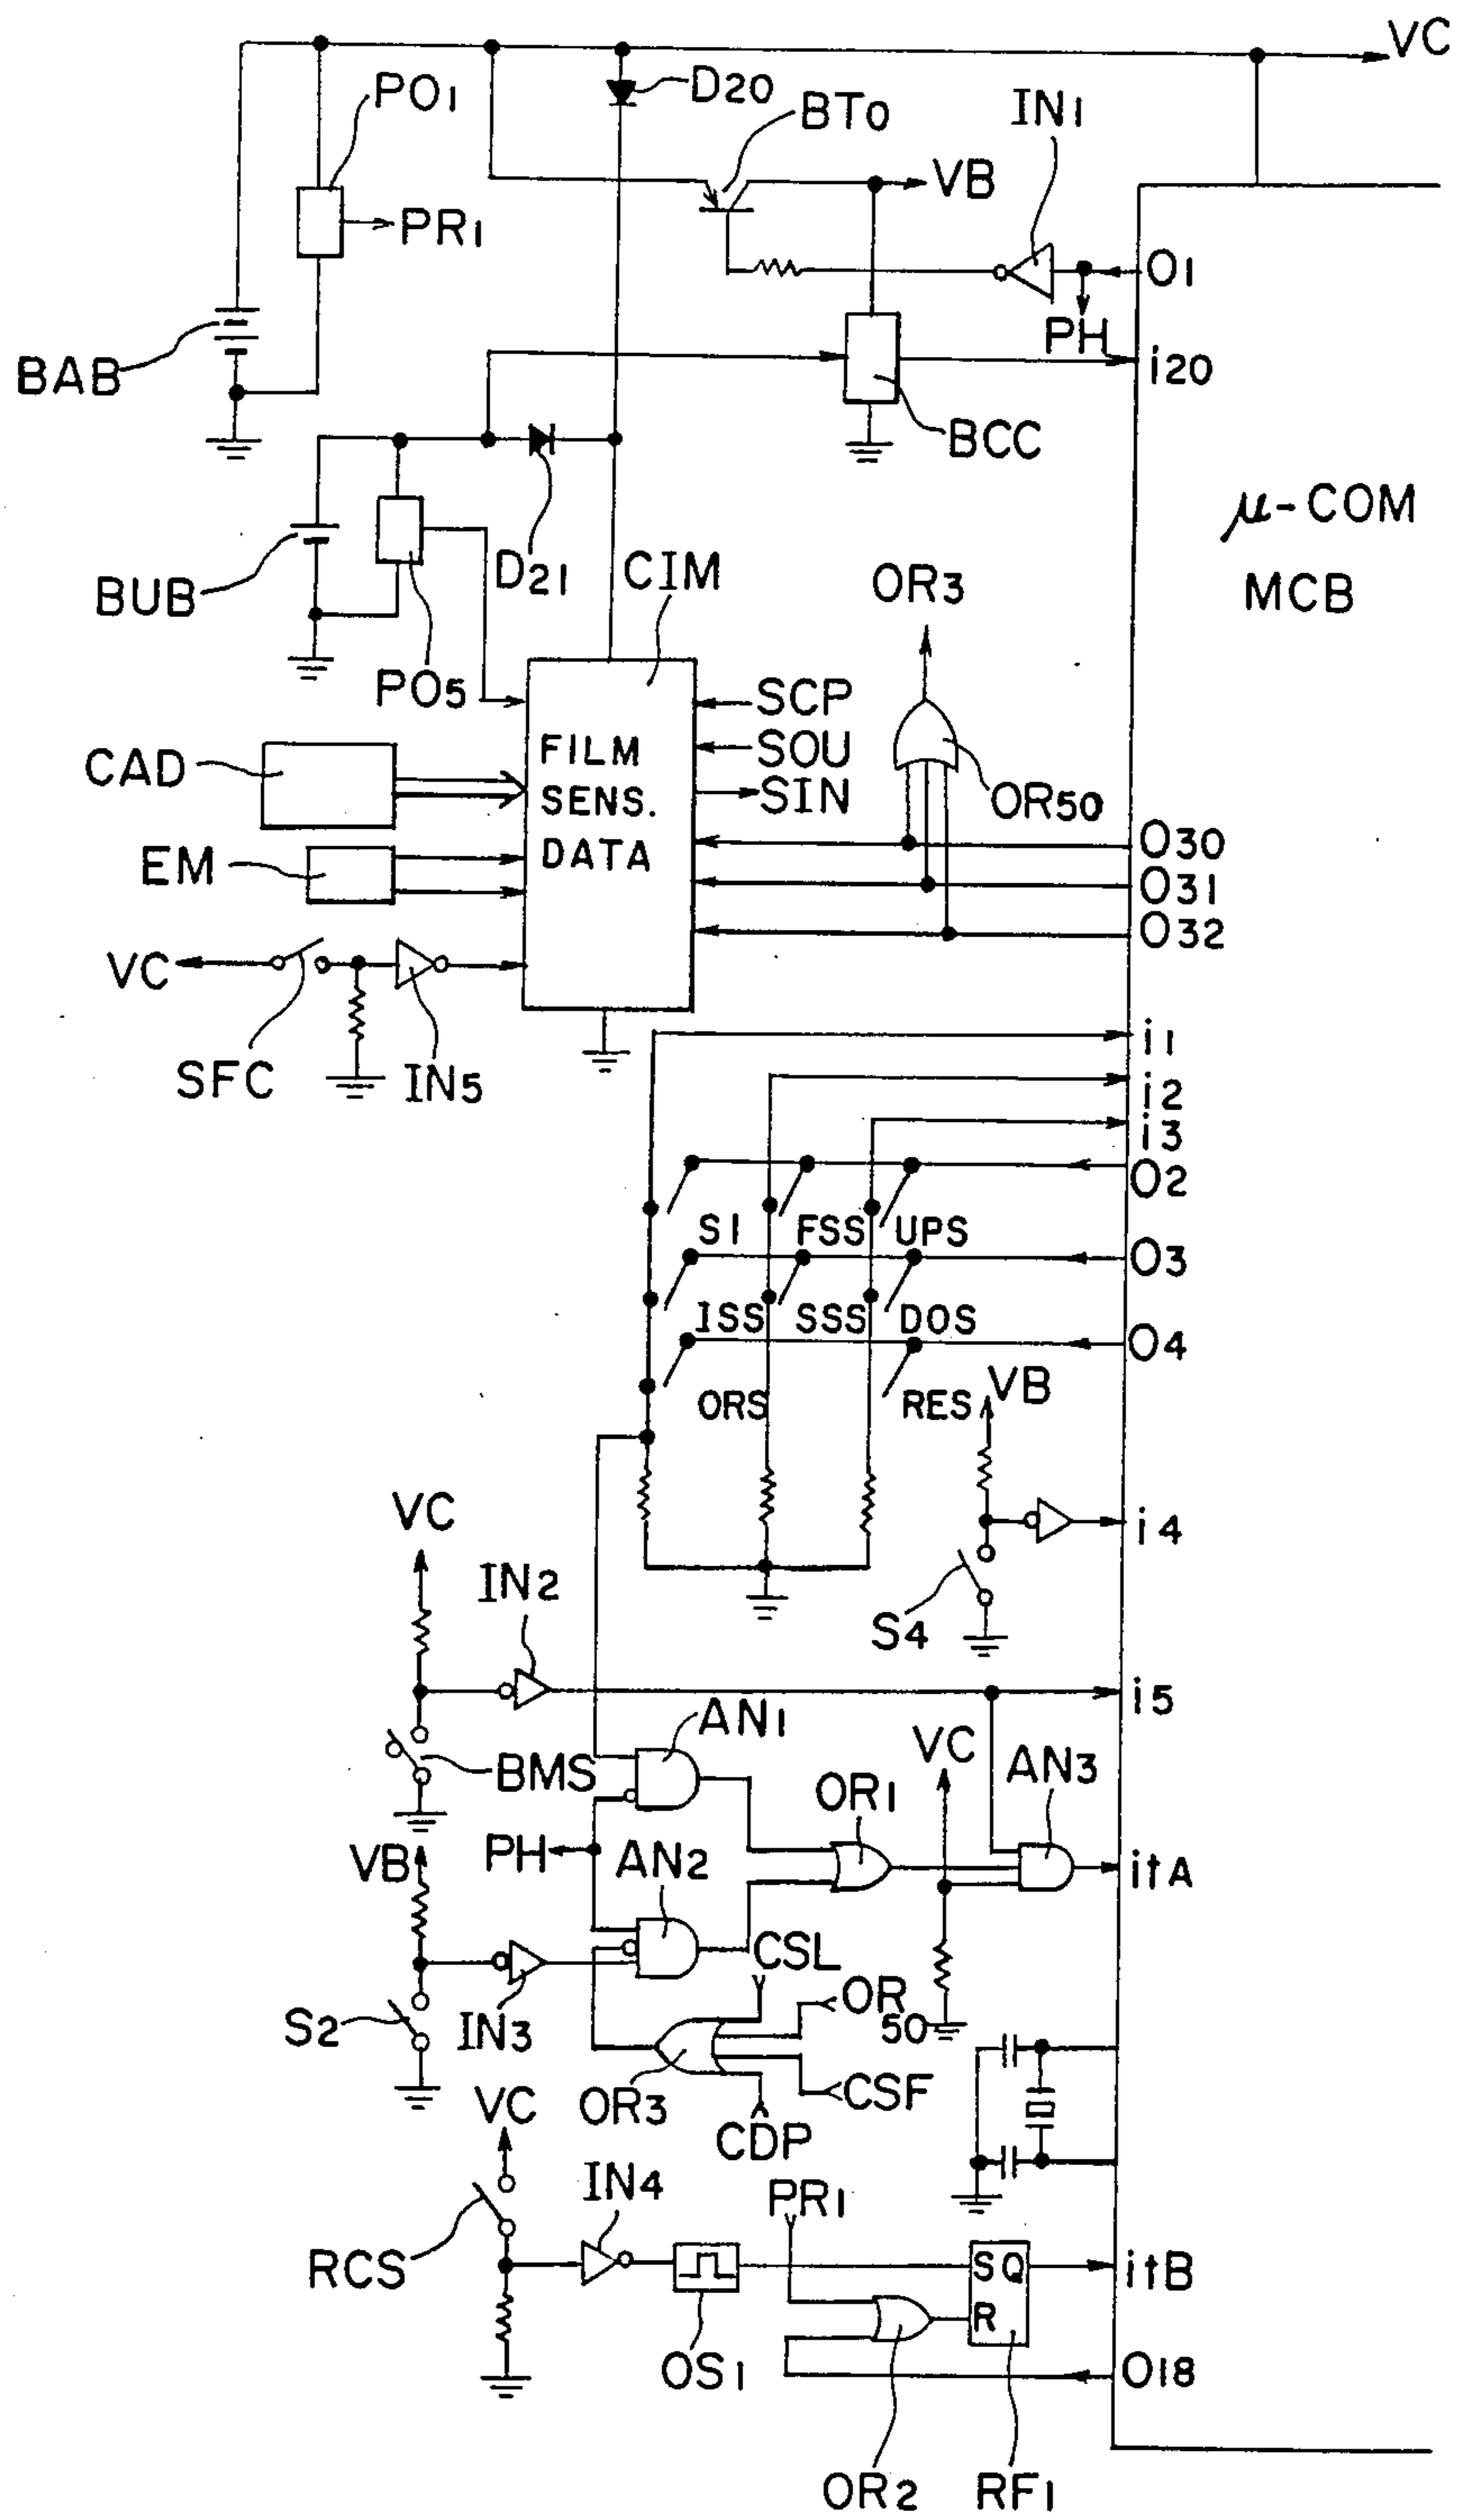 VC
PO1
D20
BTO
IN1
PR1
VB
O1
PH
BAB
i20
BCC
μ-COM
BUB
D21
CIM
OR3
MCB
PO5
SCP
CAD
FILM
SOU
SENS.
SIN
OR50
EM
DATA
O30
O31
O32
VC
SFC
IN5
i1
i2
i3
O2
S1
FSS
UPS
O3
ISS
SSS
DOS
O4
VB
ORS
RES
VC
i4
IN2
S4
i5
AN1
BMS
VC
AN3
OR1
PH
AN2
VB
itA
CSL
S2
IN3
OR
50
OR3
CSF
VC
CDP
IN4
PR1
RCS
SQ
itB
R
OS1
O18
OR2
RF1